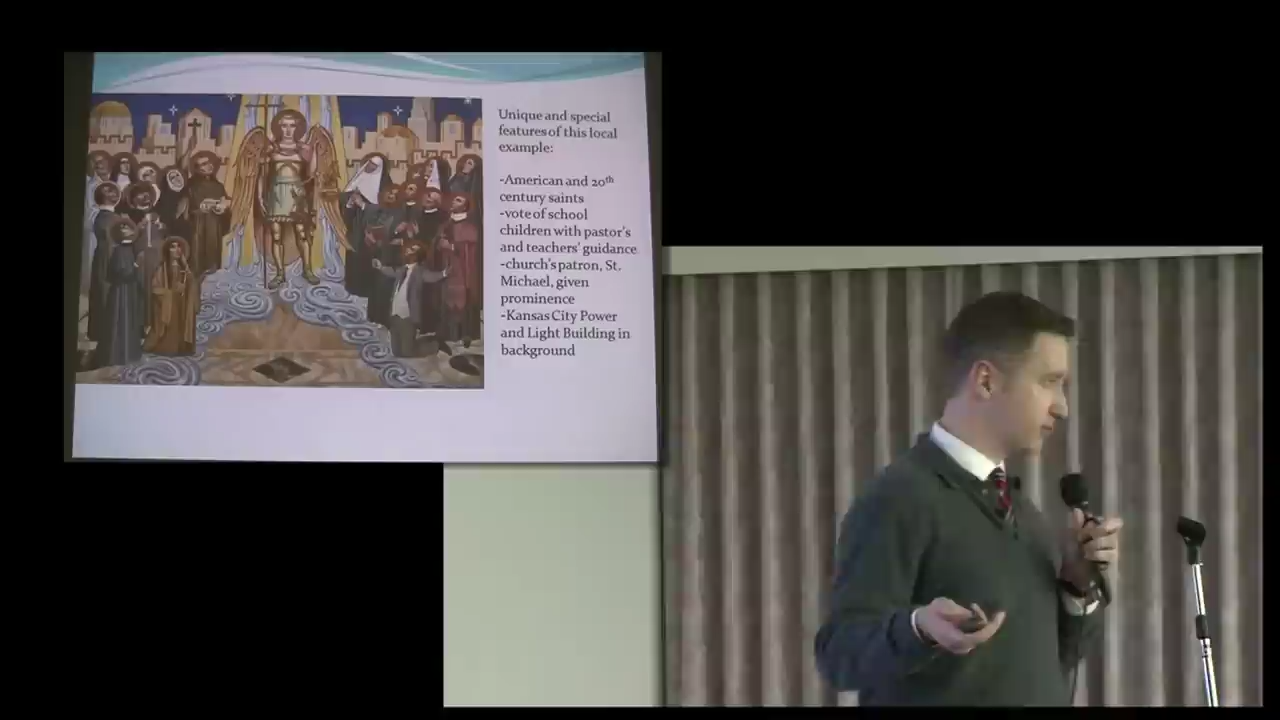 Unique and special
features of this local
example:
-American and 20th
century saints
-vote of school
children with pastor's
and teachers' guidance
-church's patron, St.
Michael, given
prominence
-Kansas City Power
and Light Building in
background